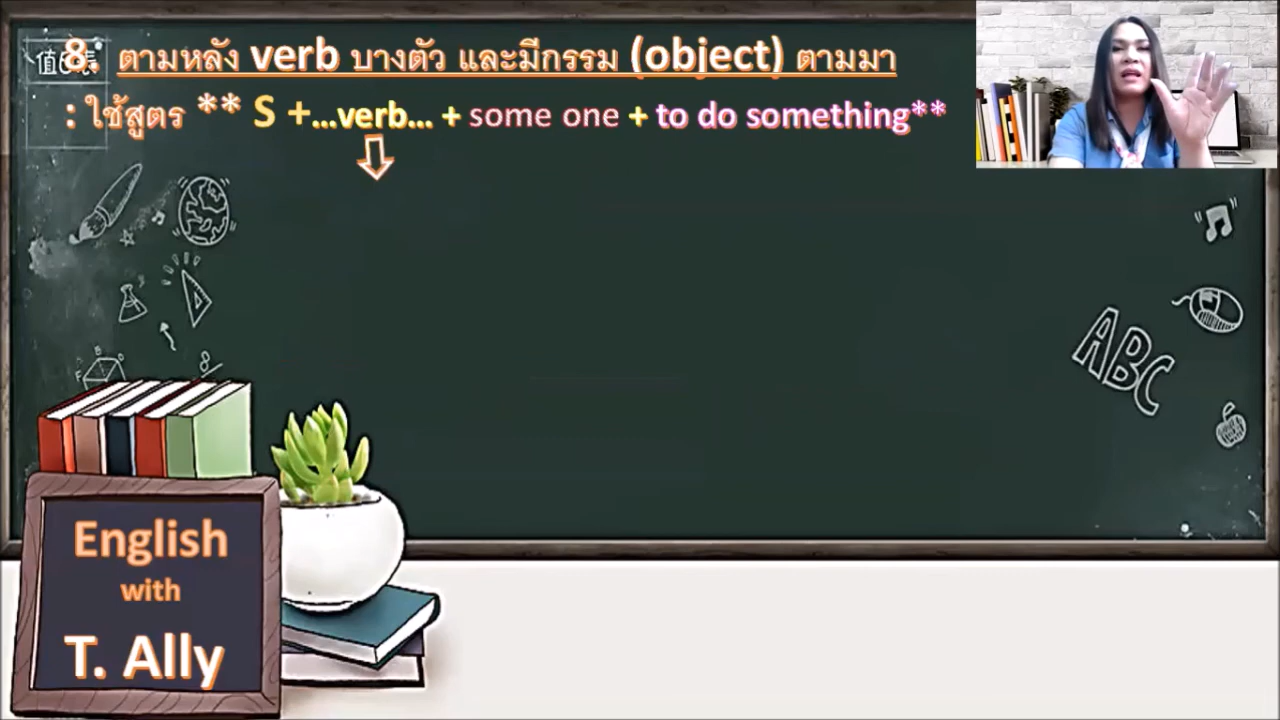 8. ตามหลัง verb บางตัว และมีกรรม (object) ตามมา
: ใช้สูตร ** S +...verb... + some one + to do something**
ABC
English
with
T. Ally